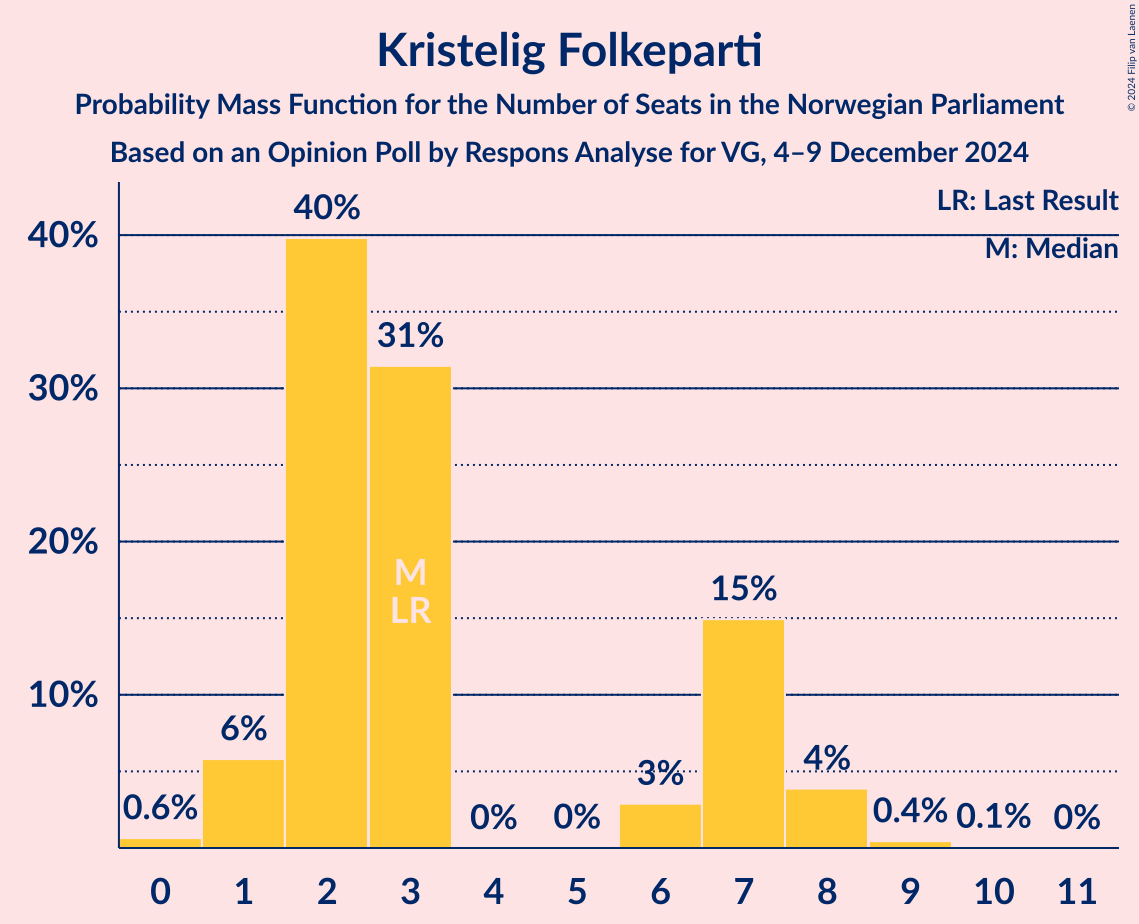 Kristelig Folkeparti
Probability Mass Function for the Number of Seats in the Norwegian Parliament
Based on an Opinion Poll by Respons Analyse for VG, 4–9 December 2024
© 2024 Filip van Laenen
LR: Last Result
M: Median
40%
30%
20%
10%
0.6%
6%
40%
31%
M
LR
0%
0%
3%
15%
4%
0.4%
0.1%
0%
0 1 2 3 4 5 6 7 8 9 10 11